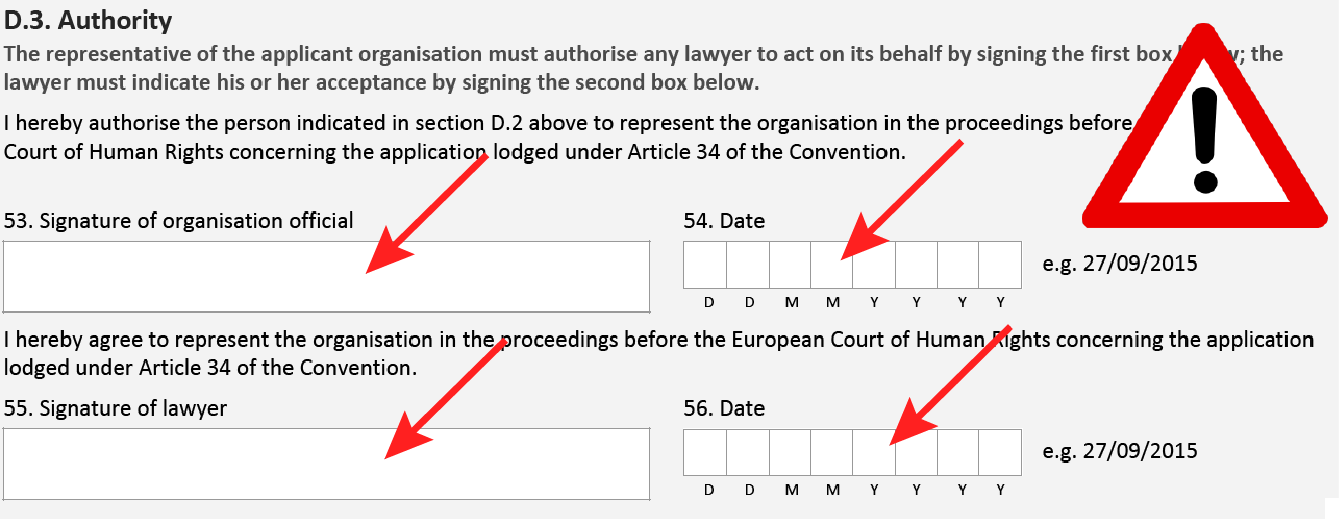 D.3. Authority
The representative of the applicant organisation must authorise any lawyer to act on its behalf by signing the first box the
lawyer must indicate his or her acceptance by signing the second box below.
I hereby authorise the person indicated in section D.2 above to represent the organisation in the proceedings before
Court of Human Rights concerning the application lodged under Article 34 of the Convention.
53. Signature of organisation official
54. Date
e.g. 27/09/2015
D D M M Y Y Y Y
I hereby agree to represent the organisation in the proceedings before the European Court of Human Rights concerning the application
lodged under Article 34 of the Convention.
55. Signature of lawyer
56. Date
e.g. 27/09/2015
D D M M Y Y Y Y